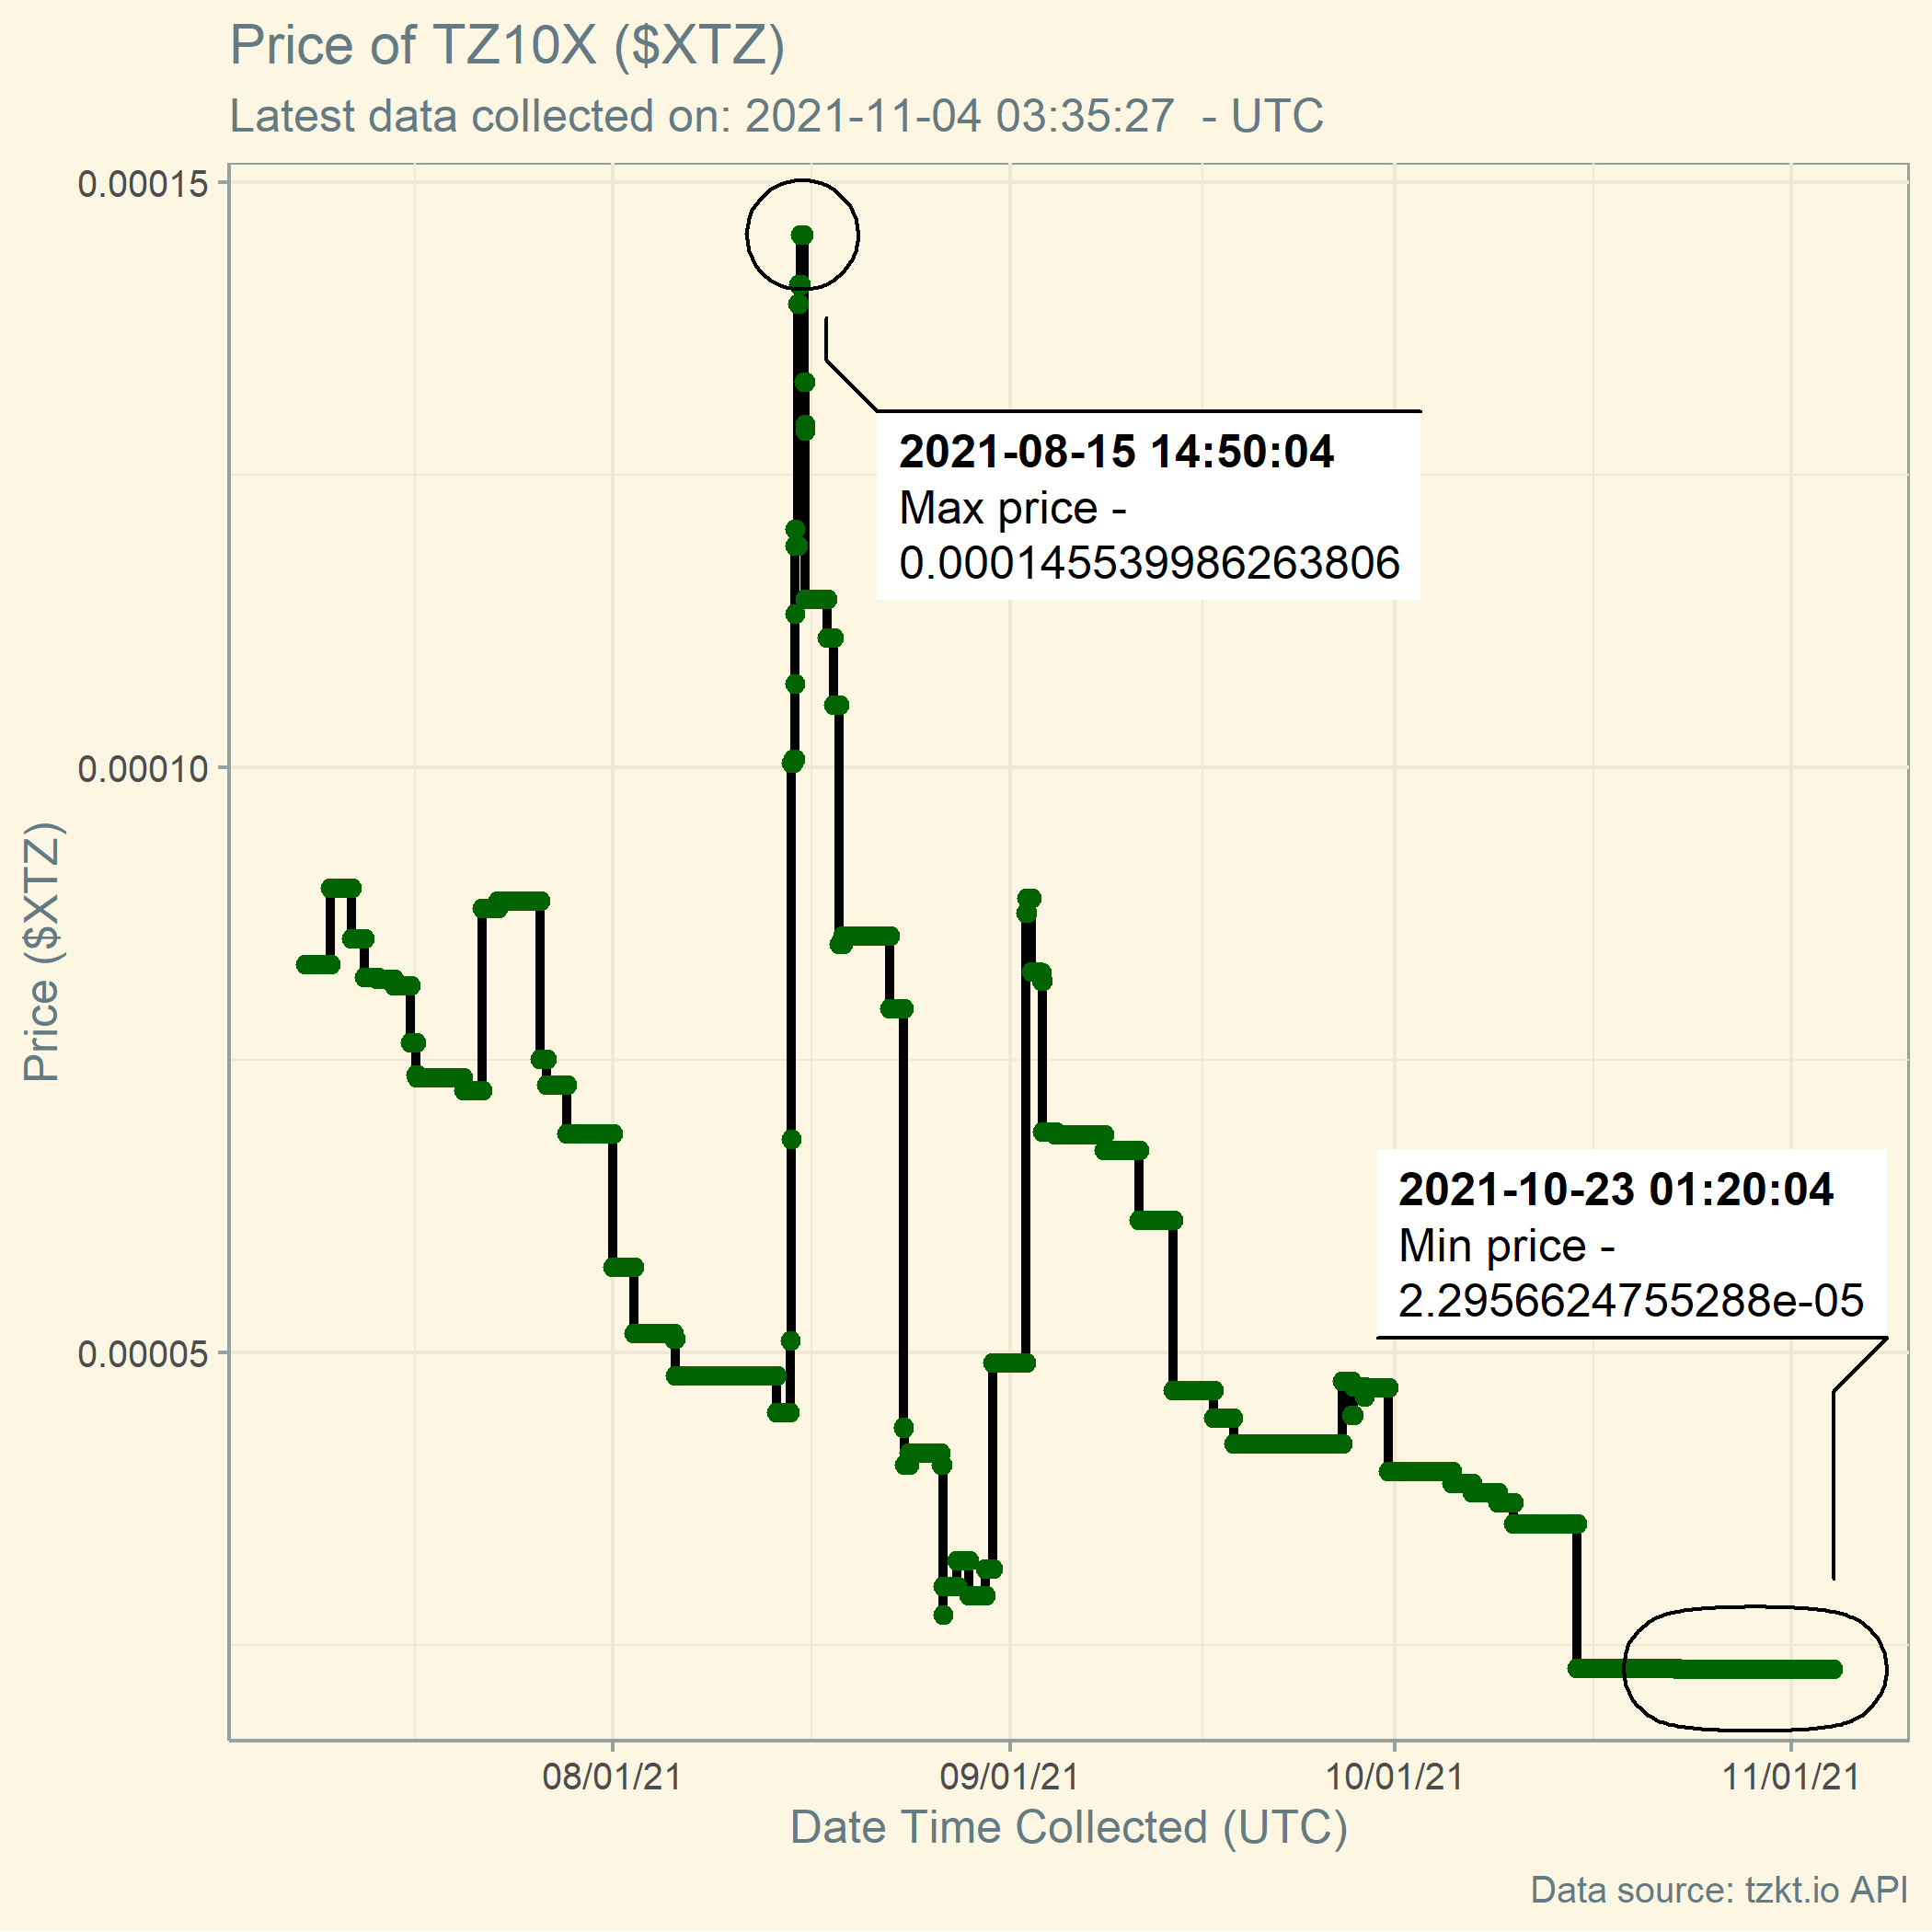 Price of TZ10X ($XTZ)
Latest data collected on: 2021-11-04 03:35:27  - UTC
0.00015
0.00010
0.00005
Price ($XTZ)
2021-08-15 14:50:04
Max price -
0.000145539986263806
2021-10-23 01:20:04
Min price -
2.2956624755288e-05
08/01/21
09/01/21
10/01/21
11/01/21
Date Time Collected (UTC)
Data source: tzkt.io API